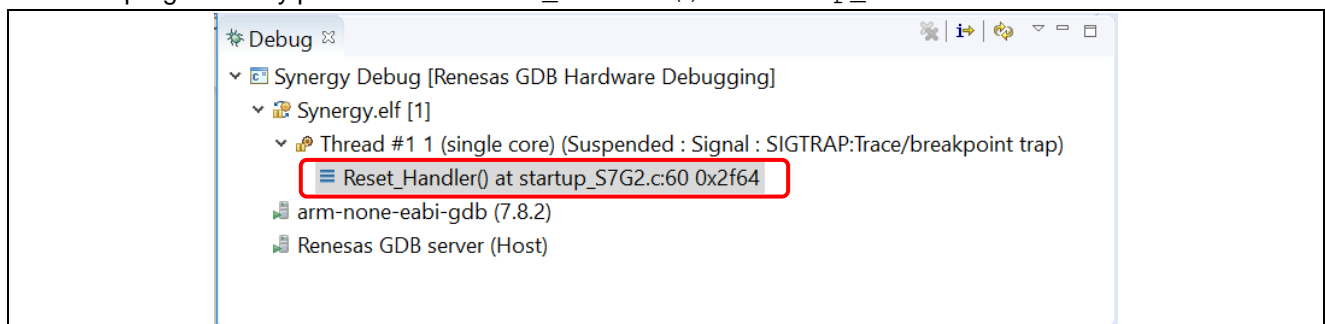 Debug
Synergy Debug [Renesas GDB Hardware Debugging]
Synergy.elf [1]
Thread #1 1 (single core) (Suspended : Signal : SIGTRAP:Trace/breakpoint trap)
Reset_Handler() at startup_S7G2.c:60 0x2f64
arm-none-eabi-gdb (7.8.2)
Renesas GDB server (Host)